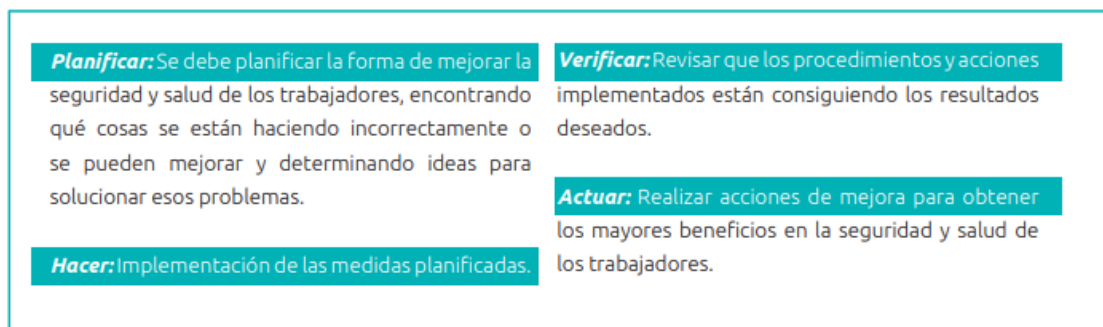 Planificar: Se debe planificar la forma de mejorar la
seguridad y salud de los trabajadores, encontrando
qué cosas se están haciendo incorrectamente o
se pueden mejorar y determinando ideas para
solucionar esos problemas.
Hacer: Implementación de las medidas planificadas.
Verificar: Revisar que los procedimientos y acciones
implementados están consiguiendo los resultados
deseados.
Actuar: Realizar acciones de mejora para obtener
los mayores beneficios en la seguridad y salud de
los trabajadores.